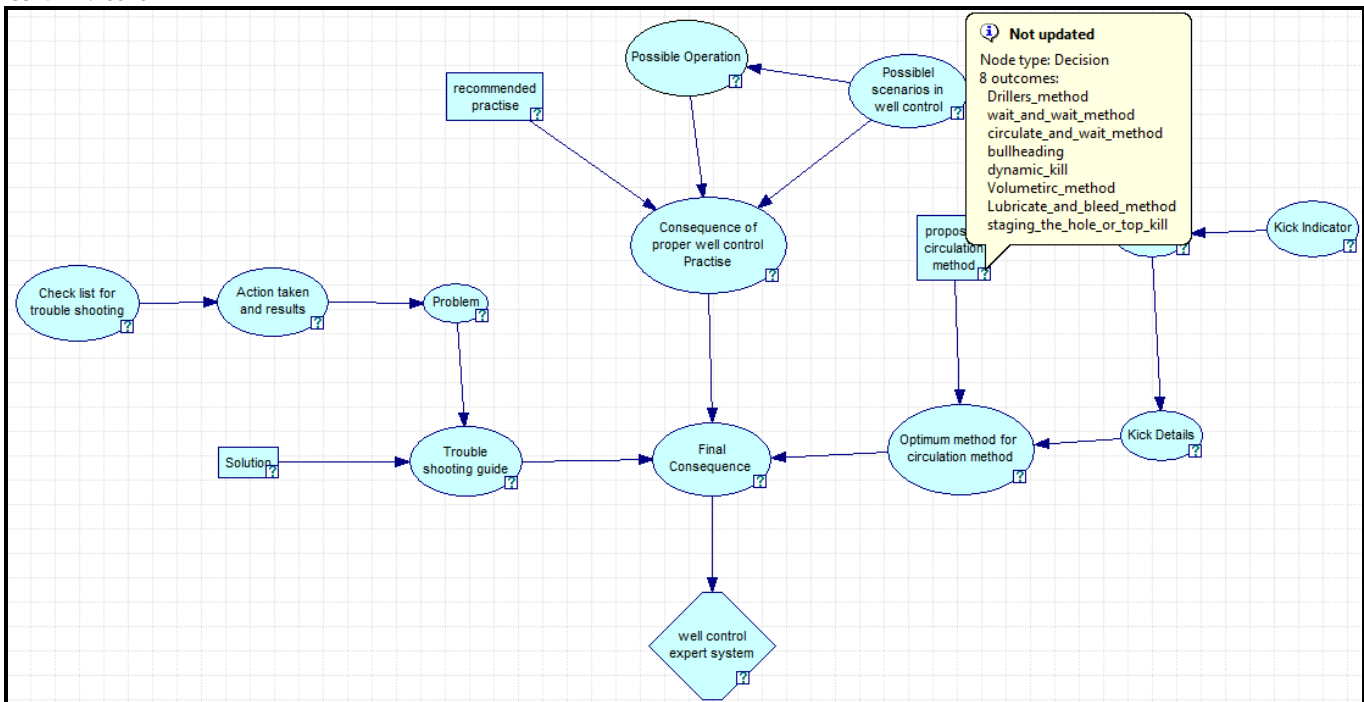 Possible Operation
?
recommended
practise
?
Possiblel
scenarios in
well control
?
Not updated
Node type: Decision
8 outcomes:
Drillers_method
wait_and_wait_method
circulate_and_wait_method
bullheading
dynamic_kill
Volumetirc_method
Lubricate_and_bleed_method
staging_the_hole_or_top_kill
Consequence of
proper well control
Practise
?
circulation
method
?
?
Kick Indicator
?
Check list for
trouble shooting
?
Action taken
and results
?
Problem
?
Solution
?
Trouble
shooting guide
?
Final
Consequence
?
Optimum method for
circulation method
?
Kick Details
?
well control
expert system
?